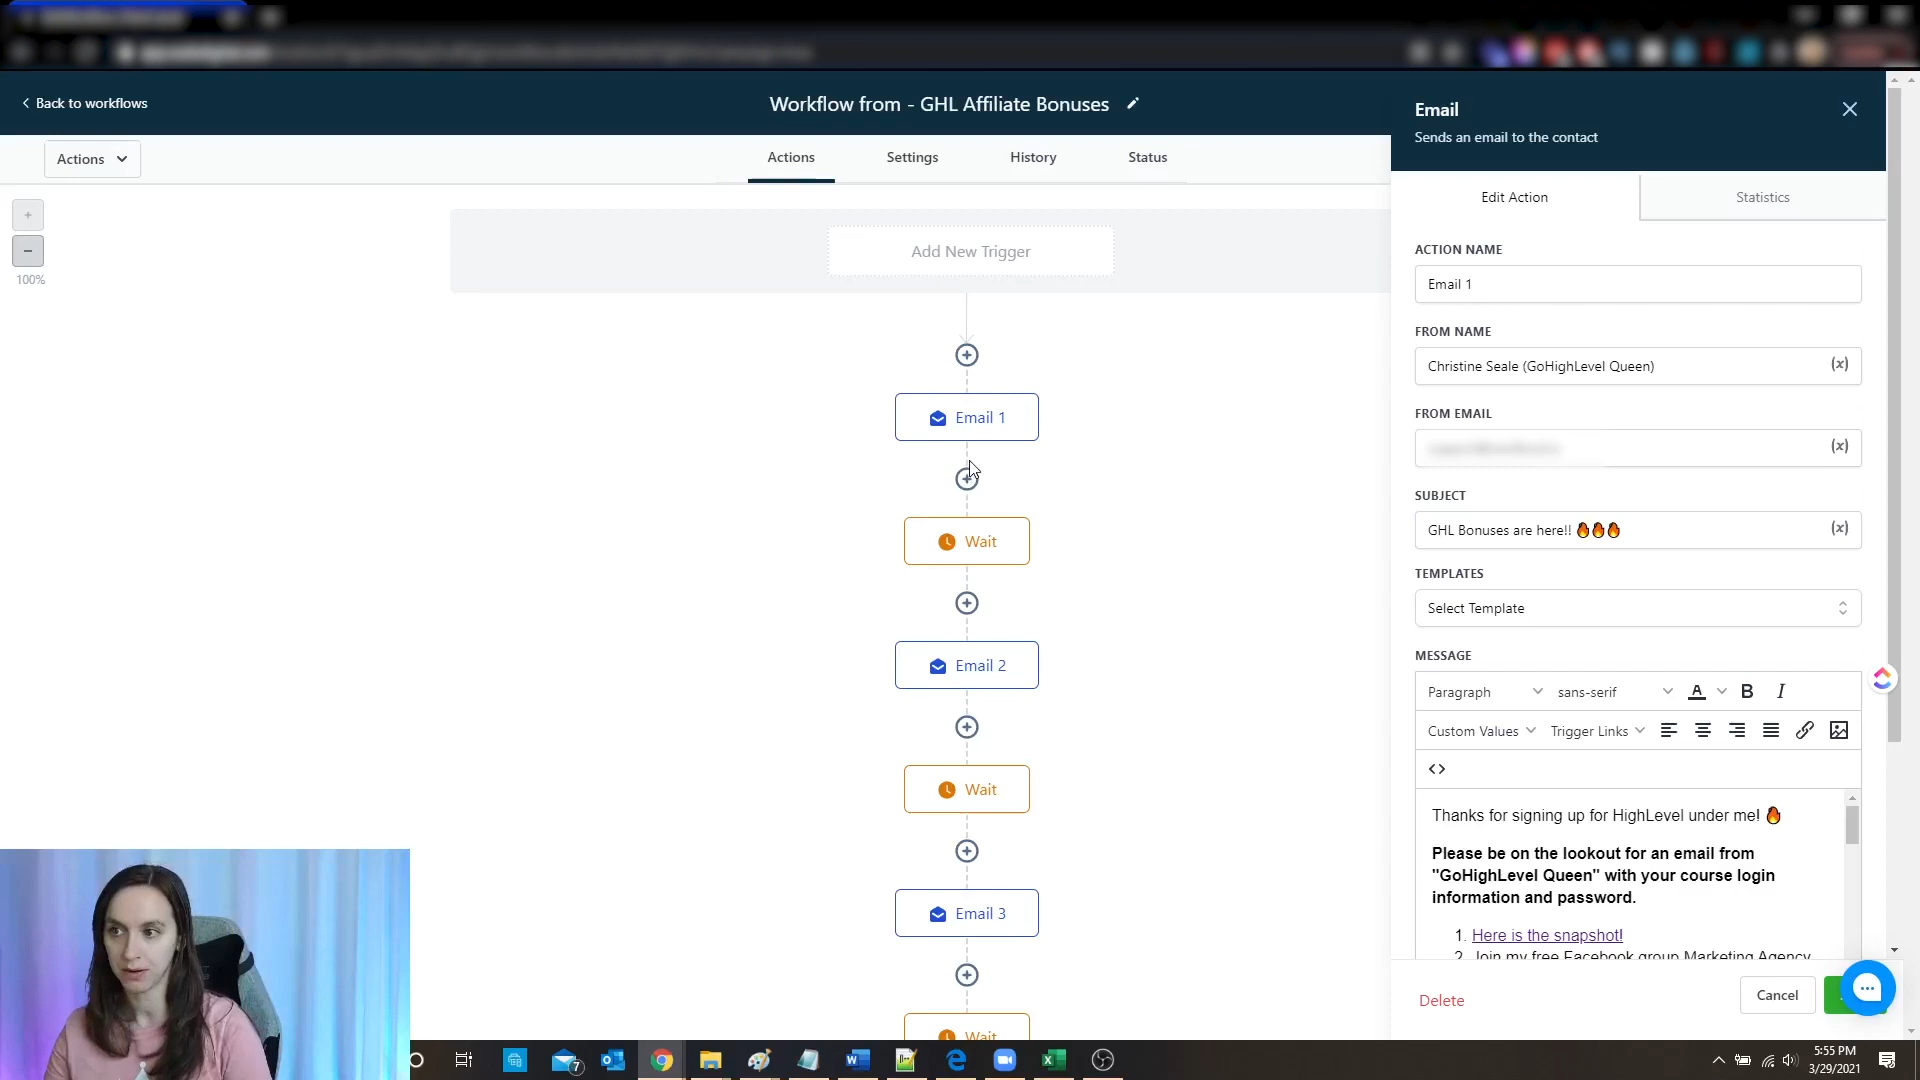 Back to workflows
Workflow from - GHL Affiliate Bonuses
Actions
Actions
Settings
History
Status
100%
Add New Trigger
Email 1
Wait
Email 2
Wait
Email 3
Wait
Email
Sends an email to the contact
Edit Action
Statistics
ACTION NAME
Email 1
FROM NAME
Christine Seale (GoHighLevel Queen)
(x)
FROM EMAIL
(x)
SUBJECT
GHL Bonuses are here!! 🔥🔥🔥
(x)
TEMPLATES
Select Template
MESSAGE
Paragraph
sans-serif
A
B
I
Custom Values
Trigger Links
Thanks for signing up for HighLevel under me! 🔥
Please be on the lookout for an email from
"GoHighLevel Queen" with your course login
information and password.
1. Here is the snapshot!
2. Join my free Facebook group Marketing Agency
Delete
Cancel
7
5:55 PM
3/29/2021